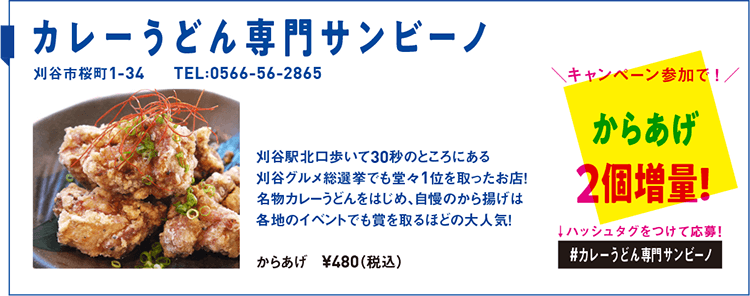 カレーうどん専門サンビーノ
刈谷市桜町1-34 TEL:0566-56-2865
刈谷駅北口歩いて30秒のところにある
刈谷グルメ総選挙でも堂々1位を取ったお店!
名物カレーうどんをはじめ、自慢のから揚げは
各地のイベントでも賞を取るほどの大人気!
からあげ ¥480(税込)
\キャンペーン参加で!/
からあげ
2個増量!
↓ハッシュタグをつけて応募!
#カレーうどん専門サンビーノ